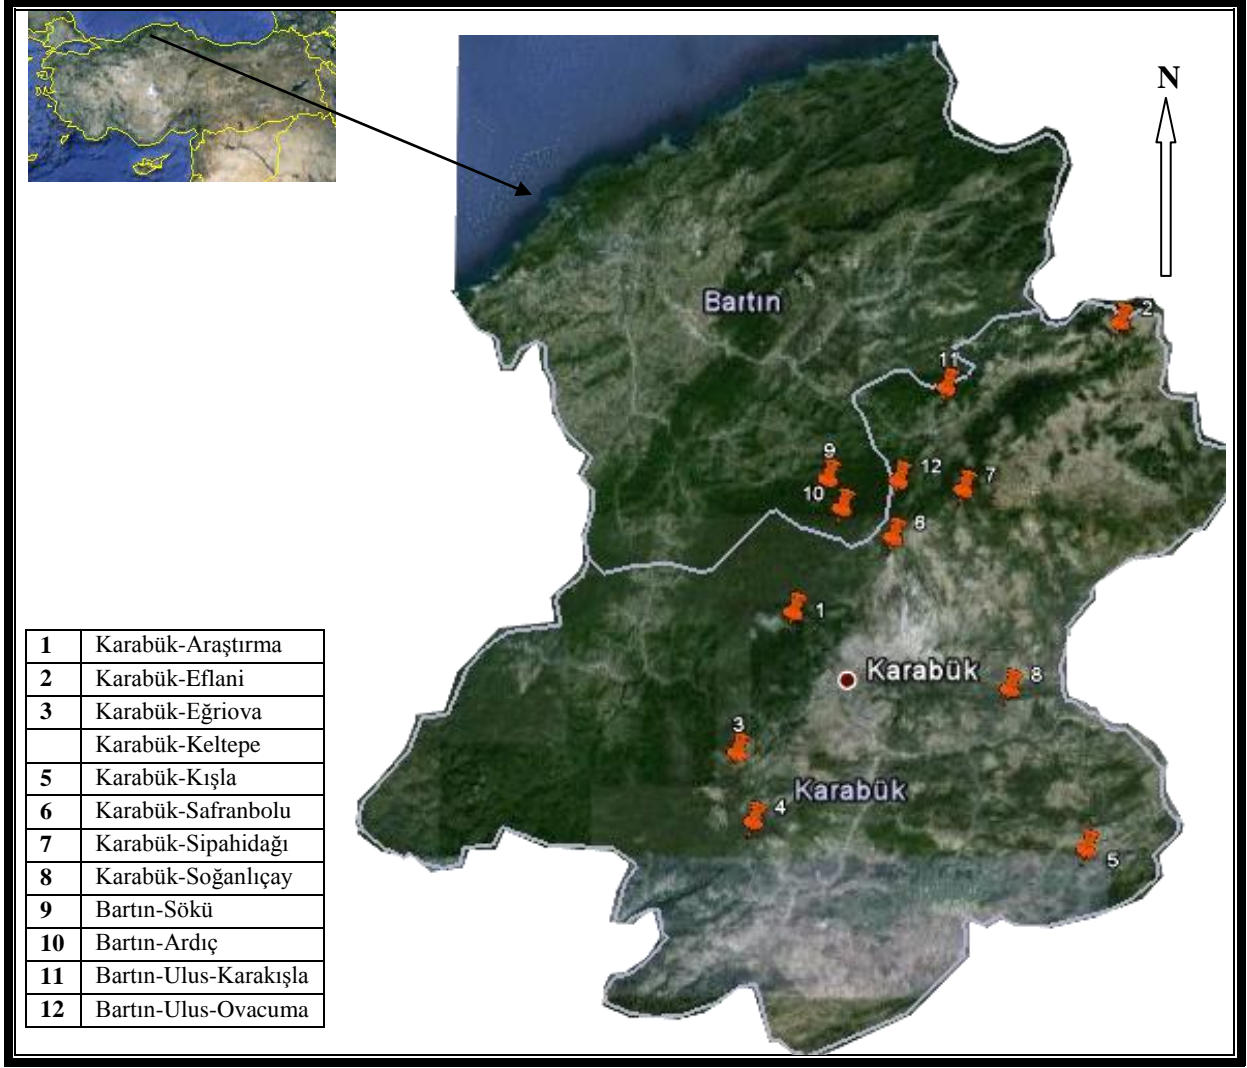 N
2
Bartın
11
9
12
7
10
6
1
Karabük
8
3
Karabük
4
5
1 Karabük-Araştırma
2 Karabük-Eflani
3 Karabük-Eğriova
Karabük-Keltepe
5 Karabük-Kışla
6 Karabük-Safranbolu
7 Karabük-Sipahidağı
8 Karabük-Soğanlıçay
9 Bartın-Sökü
10 Bartın-Ardıç
11 Bartın-Ulus-Karakışla
12 Bartın-Ulus-Ovacuma